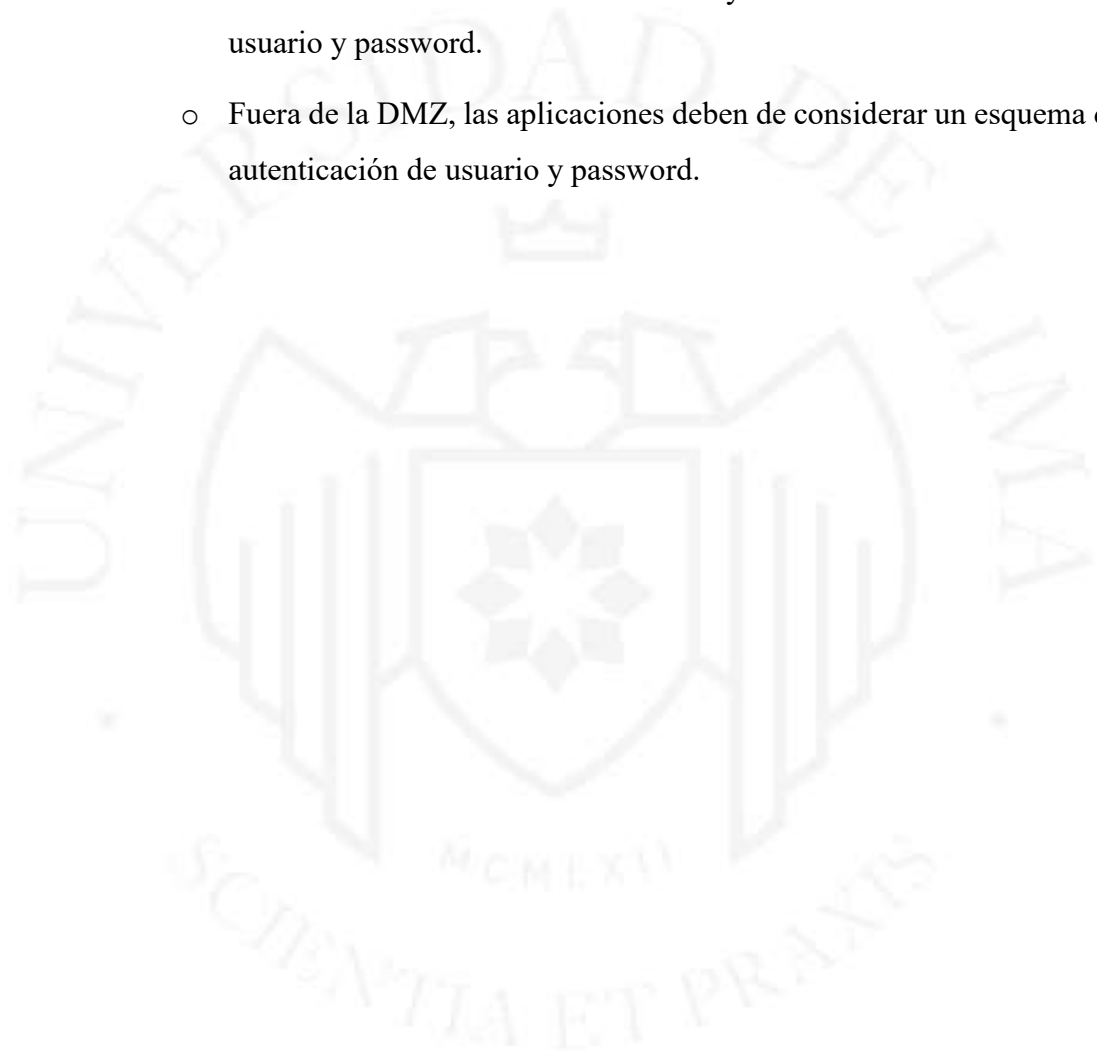 y
usuario y password.
o Fuera de la DMZ, las aplicaciones deben de considerar un esquema
autenticación de usuario y password.
UNIVERSIDAD DE LIMA
MCMLXII
SCIENTIA ET PRAXIS